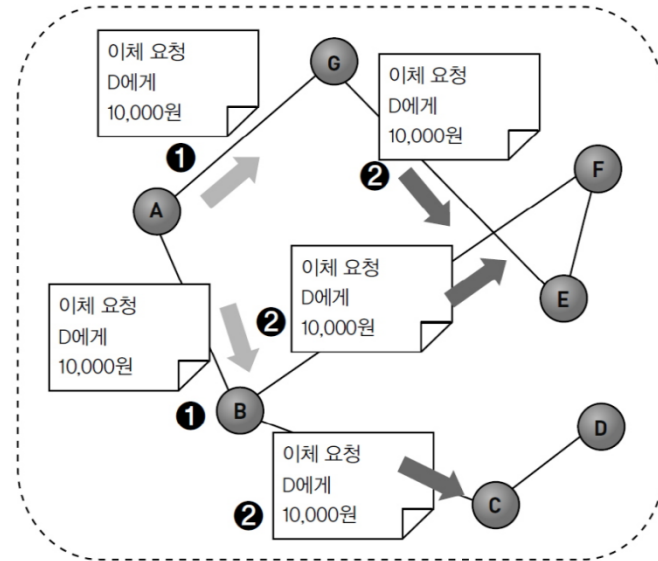 이체 요청
D에게
10,000원
G
이체 요청
D에게
10,000원
❶
❷
F
A
이체 요청
D에게
10,000원
E
이체 요청
D에게
10,000원
❷
❶
B
D
이체 요청
D에게
10,000원
❷
C